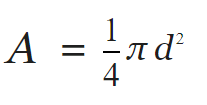 A = 1/4 π d²